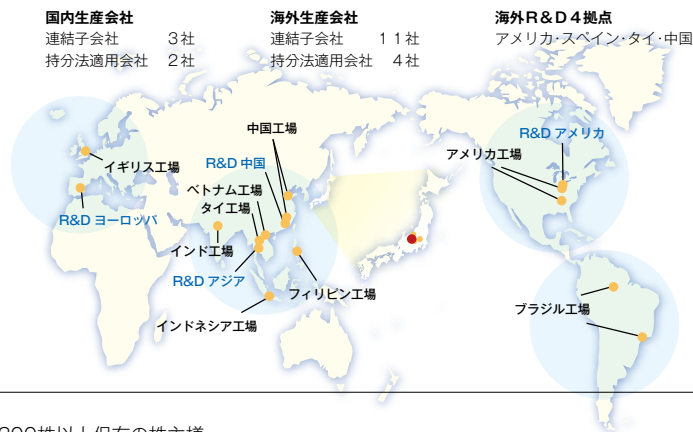 国内生産会社
連結子会社　3社
持分法適用会社　2社
海外生産会社
連結子会社　11社
持分法適用会社　4社
海外R&D4拠点
アメリカ・スペイン・タイ・中国
中国工場
R&D アメリカ
アメリカ工場
イギリス工場
R&D 中国
ベトナム工場
タイ工場
R&D ヨーロッパ
インド工場
R&D アジア
フィリピン工場
ブラジル工場
インドネシア工場